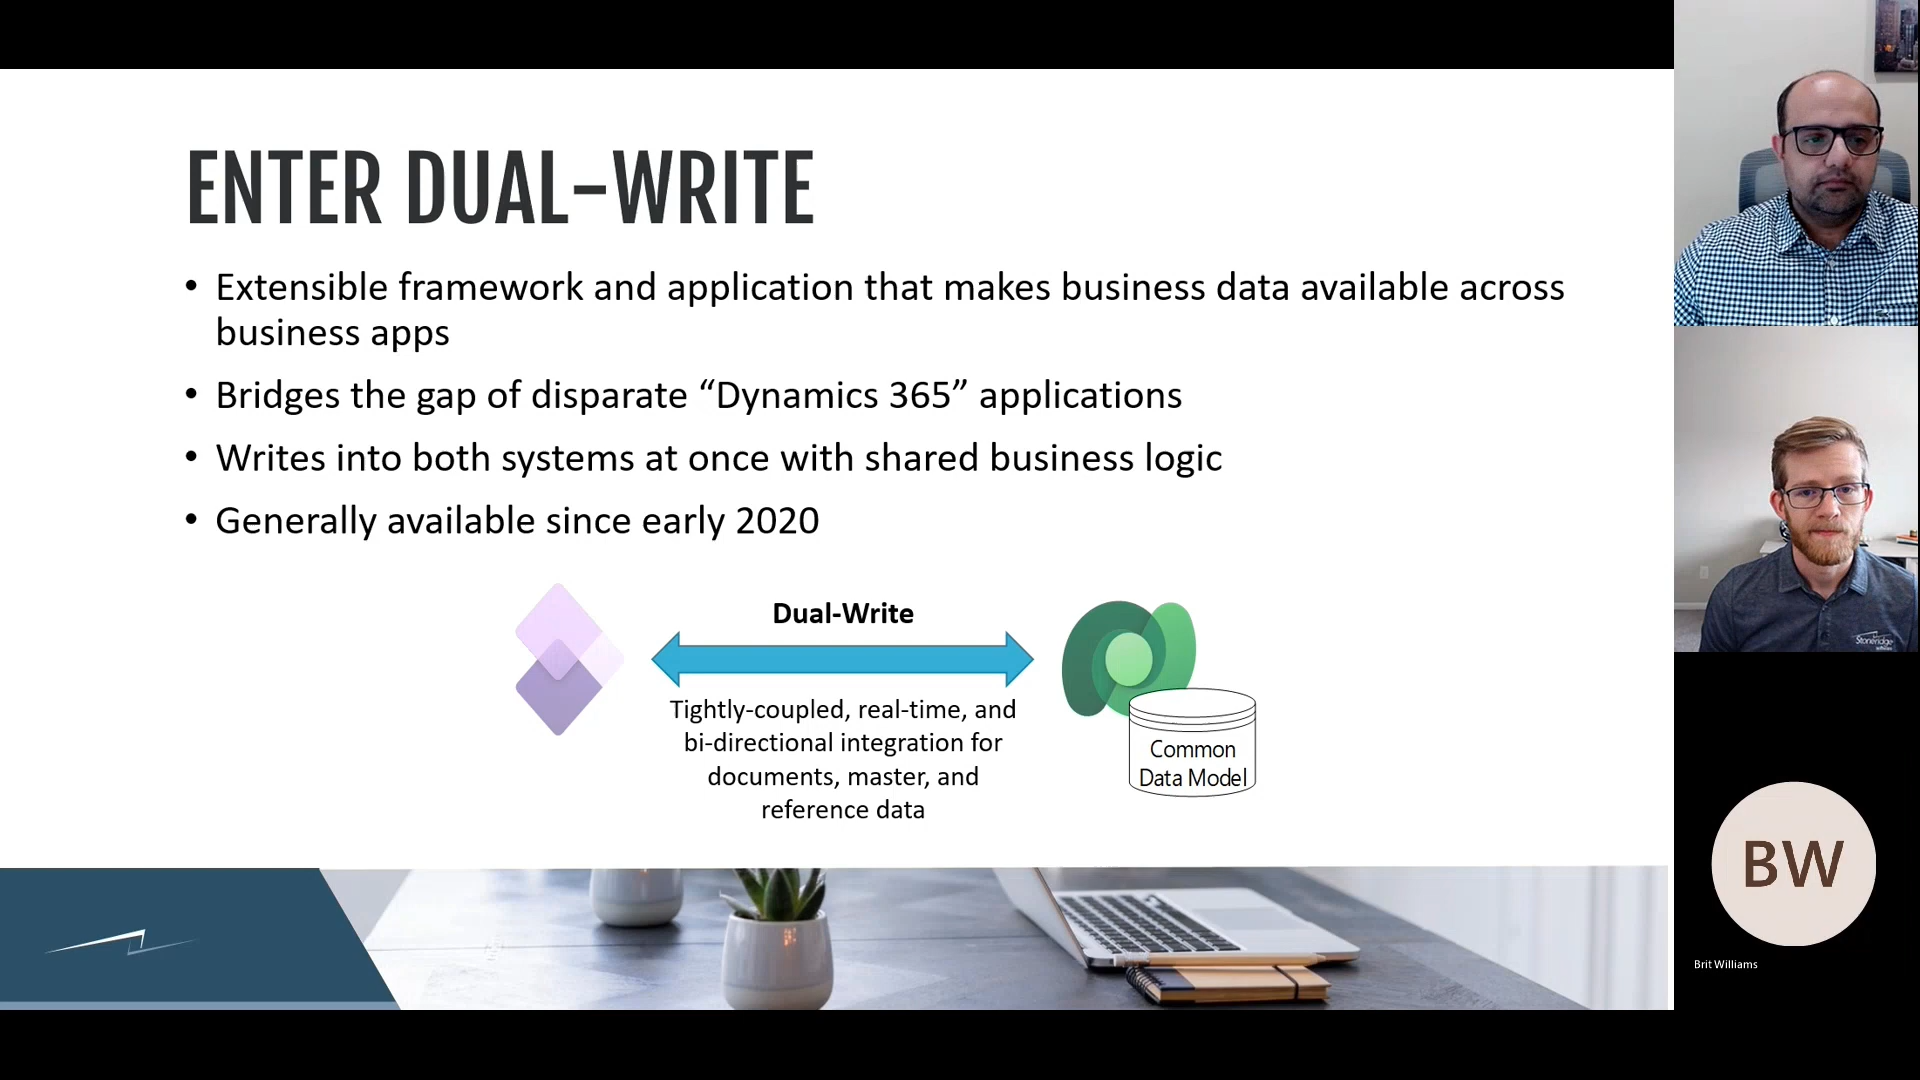 ENTER DUAL-WRITE
• Extensible framework and application that makes business data available across
business apps
• Bridges the gap of disparate “Dynamics 365” applications
• Writes into both systems at once with shared business logic
• Generally available since early 2020
Dual-Write
Tightly-coupled, real-time, and
bi-directional integration for
documents, master, and
reference data
Common
Data Model
Stoneridge
BW
Brit Williams